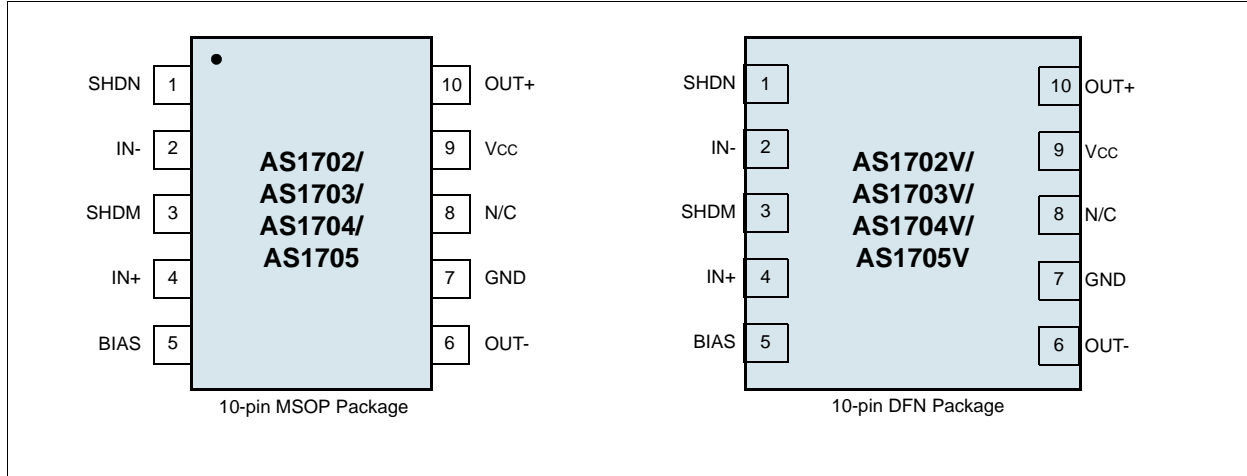 SHDN 1
IN- 2
SHDM 3
IN+ 4
BIAS 5
AS1702/
AS1703/
AS1704/
AS1705
10 OUT+
9 VCC
8 N/C
7 GND
6 OUT-
10-pin MSOP Package
SHDN 1
IN- 2
SHDM 3
IN+ 4
BIAS 5
AS1702V/
AS1703V/
AS1704V/
AS1705V
10 OUT+
9 VCC
8 N/C
7 GND
6 OUT-
10-pin DFN Package